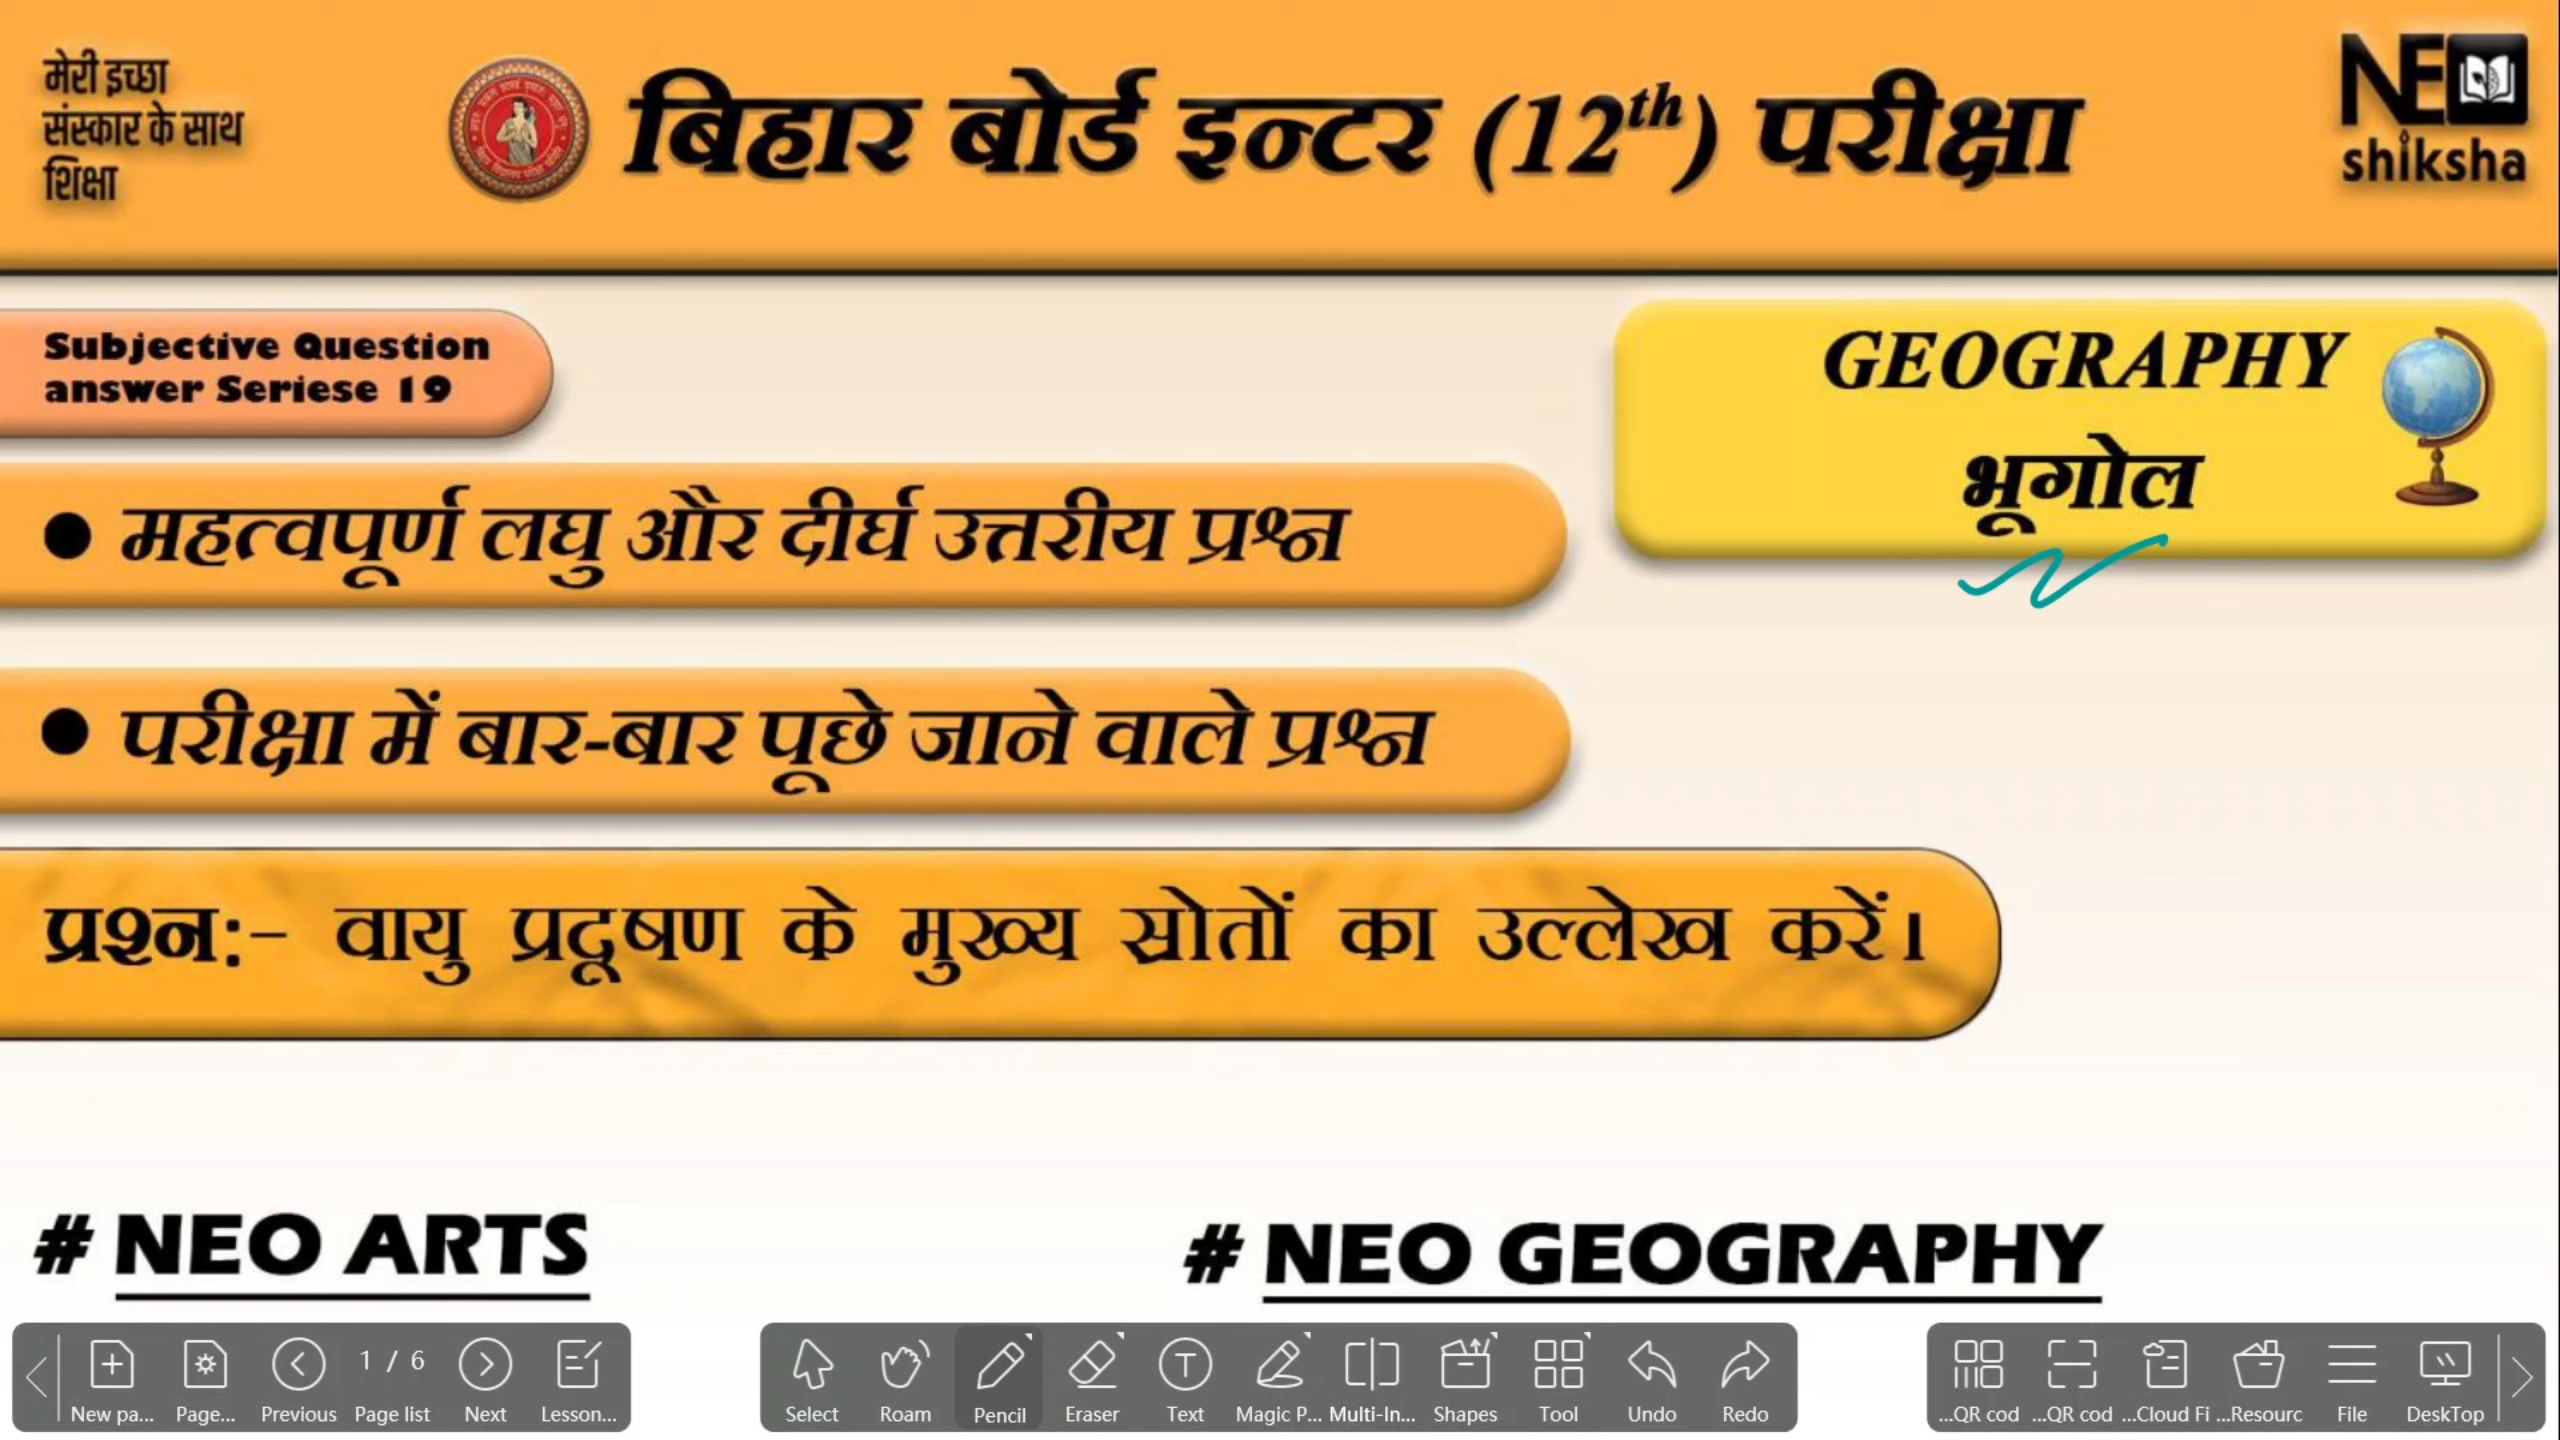 मेरी इच्छा
संस्कार के साथ
शिक्षा
बिहार बोर्ड इन्टर (12th) परीक्षा
NEO
shiksha
Subjective Question
answer Seriese 19
GEOGRAPHY
भूगोल
● महत्वपूर्ण लघु और दीर्घ उत्तरीय प्रश्न
● परीक्षा में बार-बार पूछे जाने वाले प्रश्न
प्रश्न:- वायु प्रदूषण के मुख्य स्रोतों का उल्लेख करें।
# NEO ARTS
# NEO GEOGRAPHY
1 / 6
New pa... Page... Previous Page list Next Lesson... Select Roam Pencil Eraser Text Magic P... Multi-In... Shapes Tool Undo Redo ...QR cod ...QR cod ...Cloud Fi ...Resourc File DeskTop